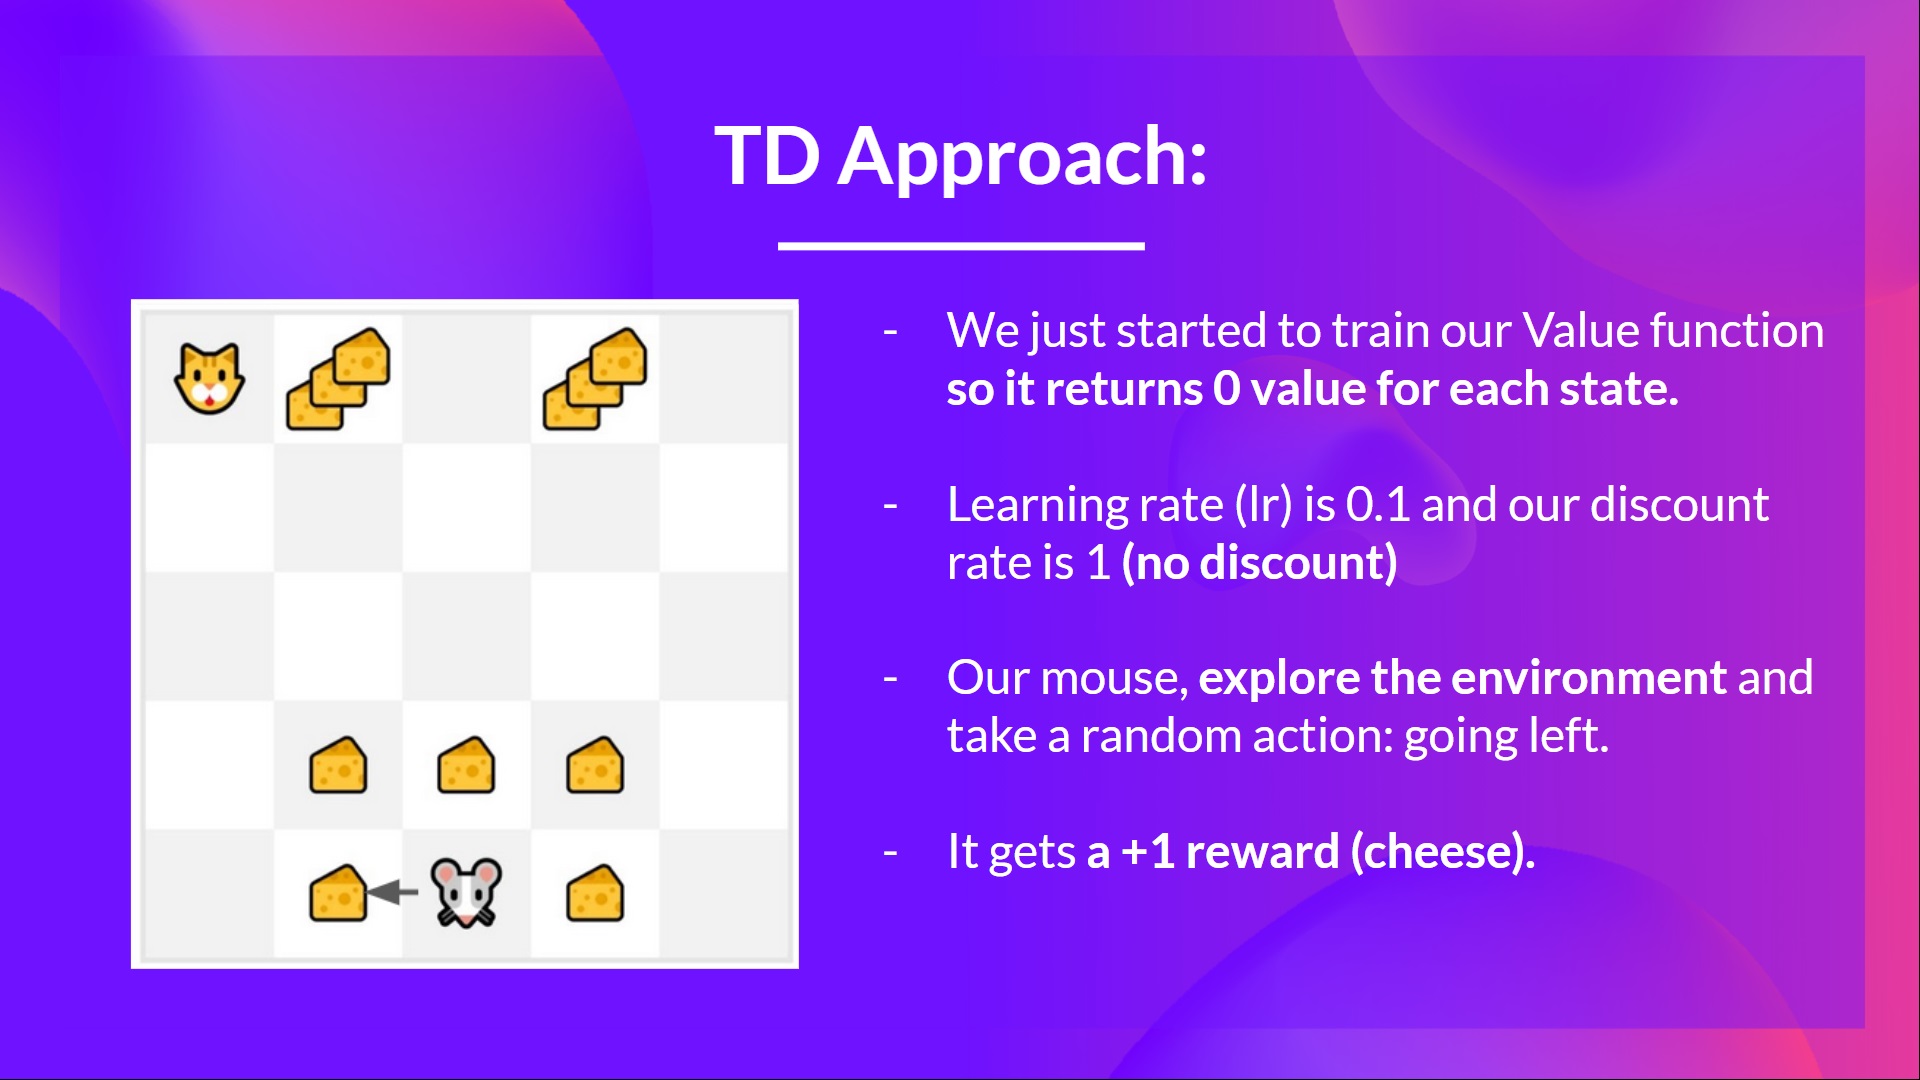 TD Approach:
- We just started to train our Value function
so it returns 0 value for each state.
- Learning rate (lr) is 0.1 and our discount
rate is 1 (no discount)
- Our mouse, explore the environment and
take a random action: going left.
- It gets a +1 reward (cheese).